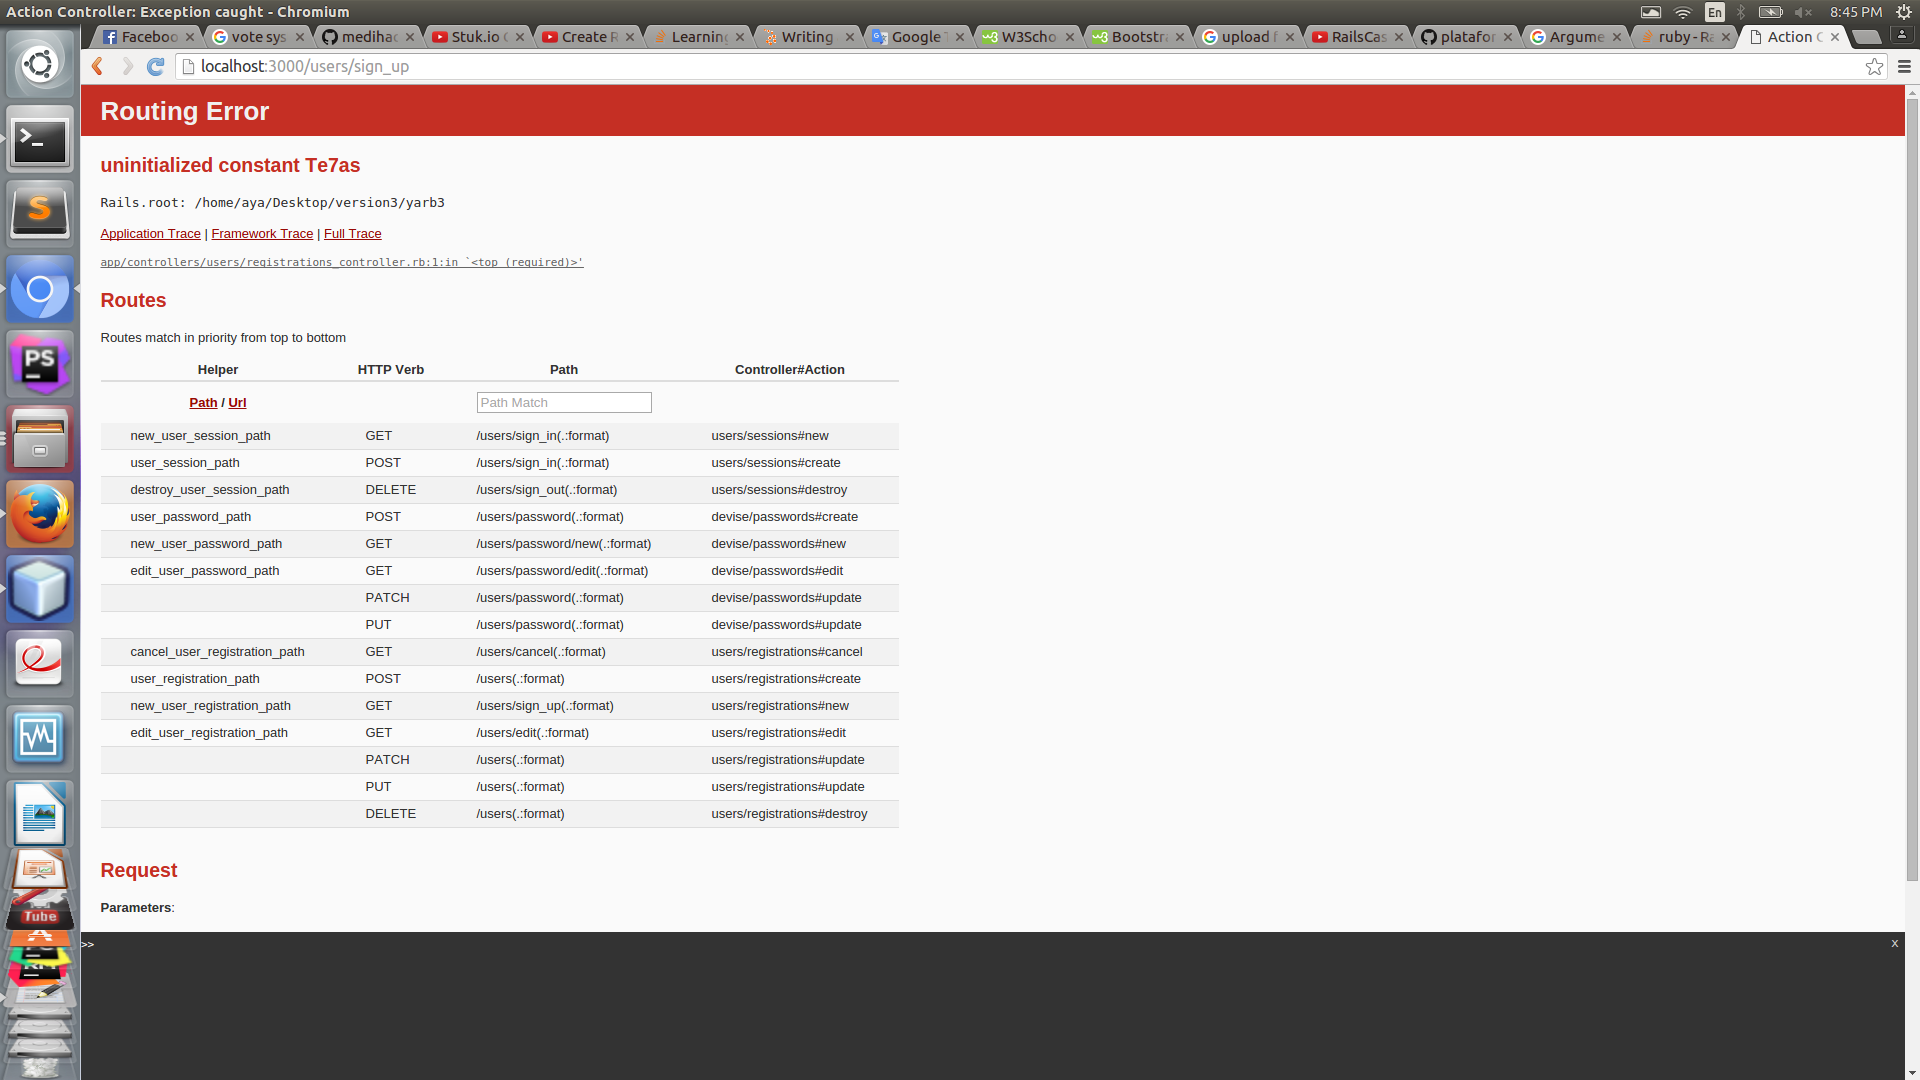 Action Controller: Exception caught - Chromium
En
8:45 PM
Faceboo
vote sys
medihac
Stuk.io
Create R
Learning
Writing
Google T
W3Scho
Bootstra
upload f
RailsCas
platafor
Argume
ruby - Ra
Action C
localhost:3000/users/sign_up
Routing Error
uninitialized constant Te7as
Rails.root: /home/aya/Desktop/version3/yarb3
Application Trace | Framework Trace | Full Trace
app/controllers/users/registrations_controller.rb:1:in `<top (required)>'
Routes
Routes match in priority from top to bottom
Helper HTTP Verb Path Controller#Action
Path / Url Path Match
new_user_session_path GET /users/sign_in(.:format) users/sessions#new
user_session_path POST /users/sign_in(.:format) users/sessions#create
destroy_user_session_path DELETE /users/sign_out(.:format) users/sessions#destroy
user_password_path POST /users/password(.:format) devise/passwords#create
new_user_password_path GET /users/password/new(.:format) devise/passwords#new
edit_user_password_path GET /users/password/edit(.:format) devise/passwords#edit
PATCH /users/password(.:format) devise/passwords#update
PUT /users/password(.:format) devise/passwords#update
cancel_user_registration_path GET /users/cancel(.:format) users/registrations#cancel
user_registration_path POST /users(.:format) users/registrations#create
new_user_registration_path GET /users/sign_up(.:format) users/registrations#new
edit_user_registration_path GET /users/edit(.:format) users/registrations#edit
PATCH /users(.:format) users/registrations#update
PUT /users(.:format) users/registrations#update
DELETE /users(.:format) users/registrations#destroy
Request
Parameters:
>>
x
PS
Tube